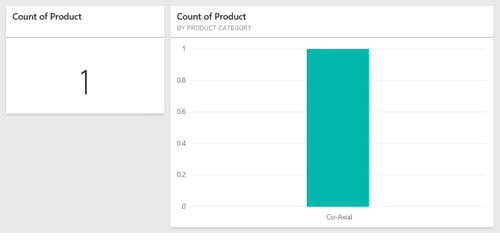 Count of Product
1
Count of Product
BY PRODUCT CATEGORY
1
0.8
0.6
0.4
0.2
0
Co-Axial